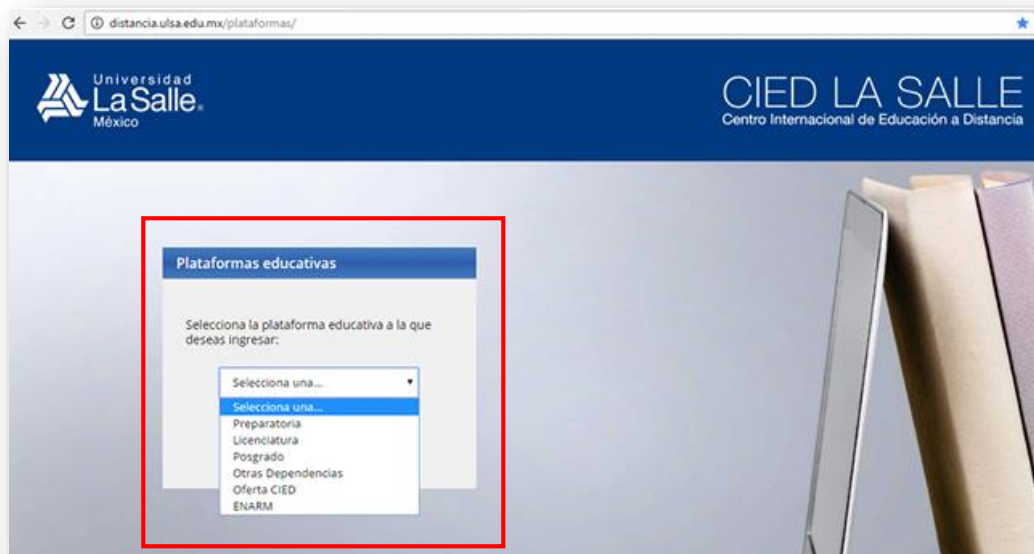 distancia.ulsa.edu.mx/plataformas/
Universidad
La Salle®
México
CIED LA SALLE
Centro Internacional de Educación a Distancia
Plataformas educativas
Selecciona la plataforma educativa a la que
deseas ingresar:
Selecciona una...
Selecciona una...
Preparatoria
Licenciatura
Posgrado
Otras Dependencias
Oferta CIED
ENARM